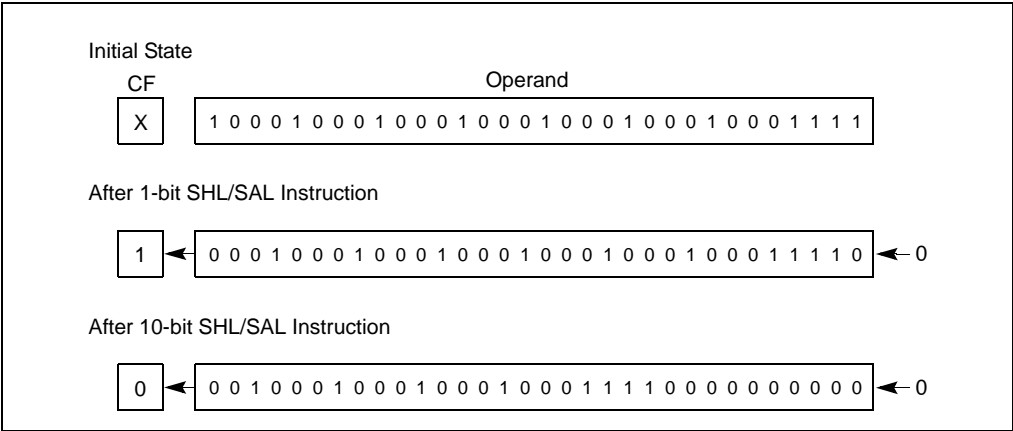 Initial State
CF Operand
X 1 0 0 0 1 0 0 0 1 0 0 0 1 0 0 0 1 0 0 0 1 0 0 0 1 0 0 0 1 1 1 1
After 1-bit SHL/SAL Instruction
1 0 0 0 1 0 0 0 1 0 0 0 1 0 0 0 1 0 0 0 1 0 0 0 1 0 0 0 1 1 1 1 0 0
After 10-bit SHL/SAL Instruction
0 0 0 1 0 0 0 1 0 0 0 1 0 0 0 1 0 0 0 1 1 1 1 0 0 0 0 0 0 0 0 0 0 0